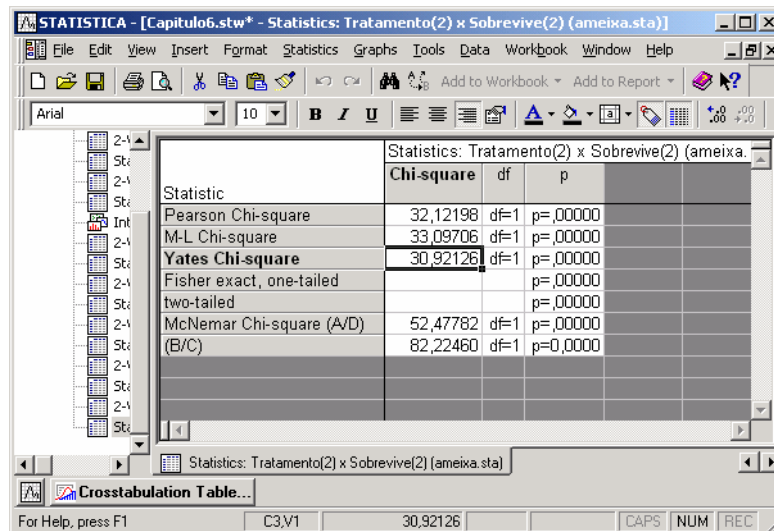 STATISTICA - [Capitulo6.stw* - Statistics: Tratamento(2) x Sobrevive(2) (ameixa.sta)]
File Edit View Insert Format Statistics Graphs Tools Data Workbook Window Help
Add to Workbook Add to Report
Arial 10 B I U
Statistics: Tratamento(2) x Sobrevive(2) (ameixa.
Statistic Chi-square df p
Pearson Chi-square 32,12198 df=1 p=,00000
M-L Chi-square 33,09706 df=1 p=,00000
Yates Chi-square 30,92126 df=1 p=,00000
Fisher exact, one-tailed p=,00000
two-tailed p=,00000
McNemar Chi-square (A/D) 52,47782 df=1 p=,00000
(B/C) 82,22460 df=1 p=0,0000
Statistics: Tratamento(2) x Sobrevive(2) (ameixa.sta)
Crosstabulation Table...
For Help, press F1 C3,V1 30,92126 CAPS NUM REC